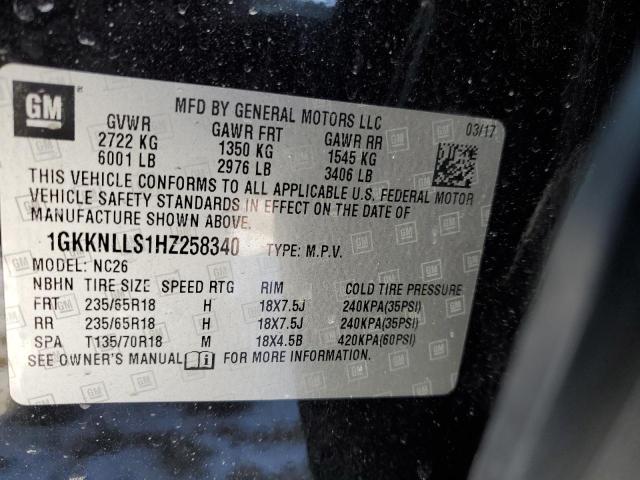 GM
MFD BY GENERAL MOTORS LLC
03/17
GVWR GAWR FRT GAWR RR
2722 KG 1350 KG 1545 KG
6001 LB 2976 LB 3406 LB
THIS VEHICLE CONFORMS TO ALL APPLICABLE U.S. FEDERAL MOTOR
VEHICLE SAFETY STANDARDS IN EFFECT ON THE DATE OF
MANUFACTURE SHOWN ABOVE.
1GKKNLLS1HZ258340 TYPE: M.P.V.
MODEL: NC26
NBHN TIRE SIZE SPEED RTG RIM COLD TIRE PRESSURE
FRT 235/65R18 H 18X7.5J 240KPA(35PSI)
RR 235/65R18 H 18X7.5J 240KPA(35PSI)
SPA T135/70R18 M 18X4.5B 420KPA(60PSI)
SEE OWNER'S MANUAL FOR MORE INFORMATION.